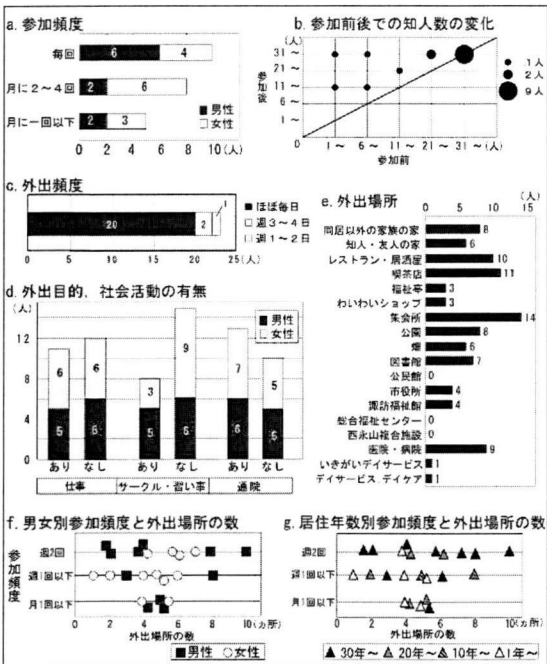 a. 参加頻度
毎回
6
4
月に2～4回
2
6
月に一回以下
2
3
■男性
□女性
0 2 4 6 8 10(人)
b. 参加前後での知人数の変化
(人)
31～
21～
11～
6～
1～
0
参加後
1～ 6～ 11～ 21～ 31～(人)
参加前
1人
2人
9人
c. 外出頻度
20
2
1
0 5 10 15 20 25(人)
■ほぼ毎日
□週3～4日
□週1～2日
d. 外出目的、社会活動の有無
(人)
12
8
4
0
■男性
□女性
6 6 3 9 7 5
5 6 5 6 6 5
あり なし あり なし あり なし
仕事 サークル・習い事 通院
e. 外出場所
0 5 10 15(人)
同居以外の家族の家 8
知人・友人の家 6
レストラン・居酒屋 10
喫茶店 11
福祉亭 3
わいわいショップ 3
集会所 14
公園 8
畑 6
図書館 7
公民館 0
市役所 4
諏訪福祉館 4
総合福祉センター 0
西永山複合施設 0
医院・病院 9
いきがいデイサービス 1
デイサービス、デイケア 1
f. 男女別参加頻度と外出場所の数
参加頻度
週2回
週1回以下
月1回以下
0 2 4 6 8 10(ヵ所)
外出場所の数
■男性 ○女性
g. 居住年数別参加頻度と外出場所の数
週2回
週1回以下
月1回以下
0 2 4 6 8 10(ヵ所)
外出場所の数
▲30年～ △20年～ △10年～ △1年～